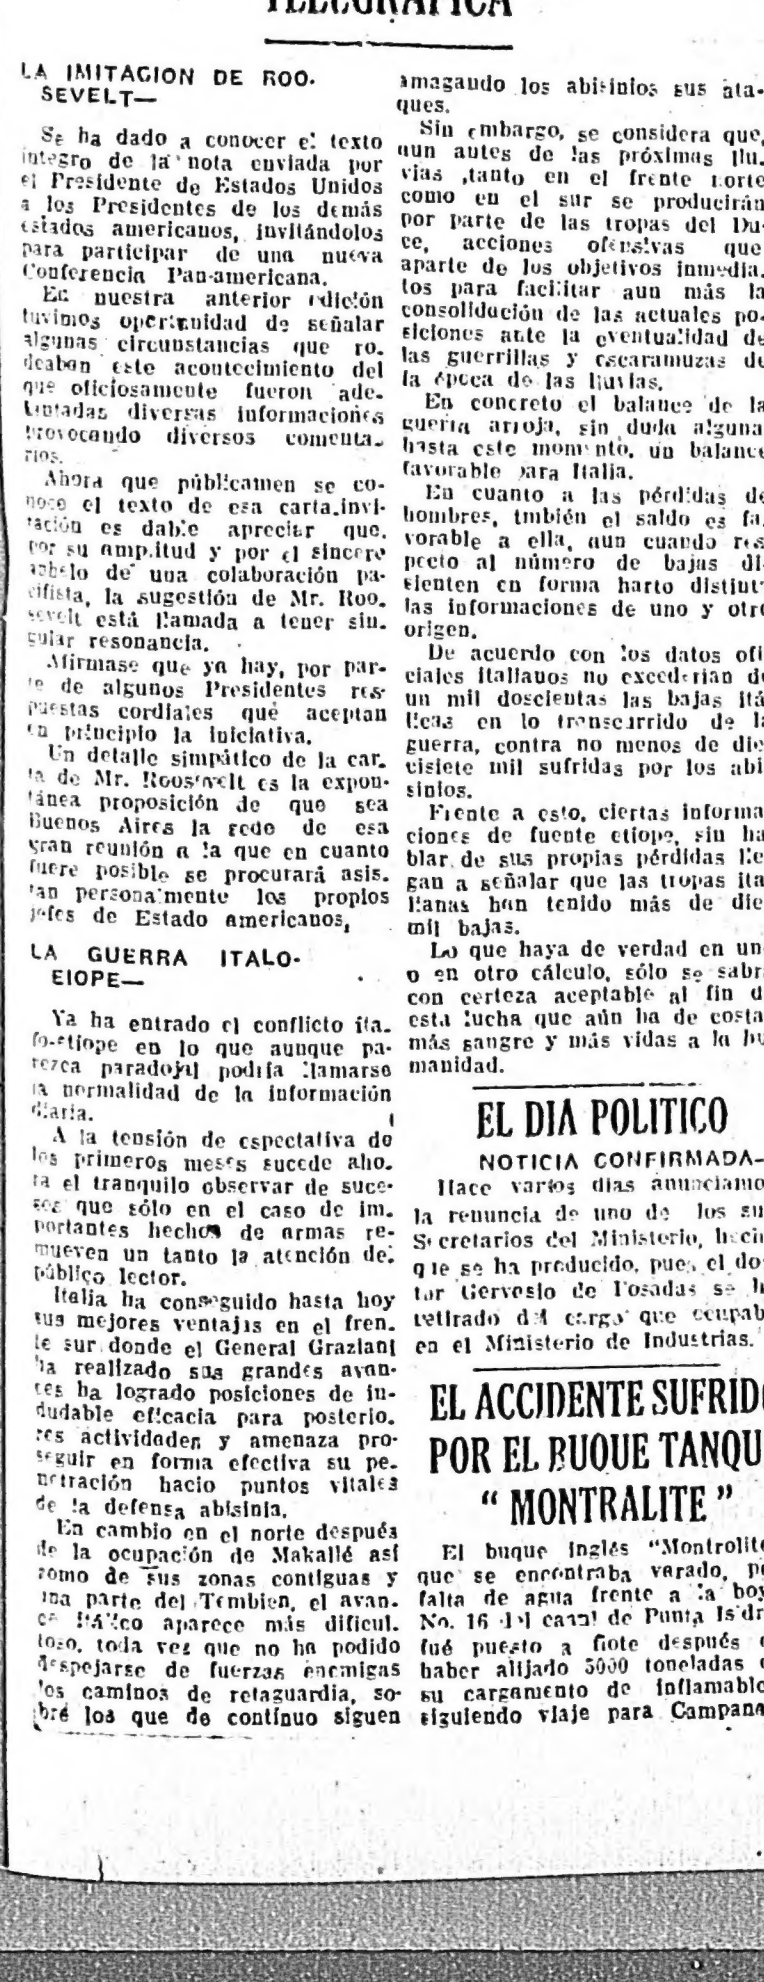 TELEGRAFICA
LA IMITACION DE ROO-
SEVELT—
Se ha dado a conocer el texto
integro de la nota enviada por
el Presidente de Estados Unidos
a los Presidentes de los demás
estados americanos, invitándolos
para participar de una nueva
Conferencia Pan-americana.
En nuestra anterior edición
tuvimos oportunidad de señalar
algunas circunstancias que ro-
deaban este acontecimiento del
que oficiosamente fueron ade-
lantadas diversas informaciones
provocando diversos comenta-
rios.
Ahora que públicamen se co-
noce el texto de esa carta.invi-
tación es dable apreciar que,
por su amplitud y por el sincero
anhelo de una colaboración pa-
cifista, la sugestión de Mr. Roo-
sevelt está llamada a tener sin-
gular resonancia.
Afirmase que ya hay, por par-
te de algunos Presidentes res-
puestas cordiales que aceptan
en principio la iniciativa.
Un detalle simpático de la car-
ta de Mr. Roosevelt es la expon-
tánea proposición de que sea
Buenos Aires la sede de esa
gran reunión a la que en cuanto
fuere posible se procurará asis-
tan personalmente los propios
jefes de Estado americanos,
LA GUERRA ITALO-
EIOPE—
Ya ha entrado el conflicto ita-
lo-etiope en lo que aunque pa-
rezca paradojal podría llamarse
la normalidad de la información
diaria.
A la tensión de espectativa de
los primeros meses sucede aho-
ra el tranquilo observar de suce-
sos que sólo en el caso de im-
portantes hechos de armas re-
mueven un tanto la atención del
público lector.
Italia ha conseguido hasta hoy
sus mejores ventajas en el fren-
te sur donde el General Graziani
ha realizado sus grandes avan-
ces ha logrado posiciones de in-
dudable eficacia para posterio-
res actividades y amenaza pro-
seguir en forma efectiva su pe-
netración hacio puntos vitales
de la defensa abisinia.
En cambio en el norte después
de la ocupación de Makallé así
como de sus zonas contiguas y
una parte del Tembien, el avan-
ce itálico aparece más dificul-
toso, toda vez que no ha podido
despejarse de fuerzas enemigas
los caminos de retaguardia, so-
bre los que de continuo siguen
amagando los abisinios sus ata-
ques.
Sin embargo, se considera que,
aun antes de las próximas llu-
vias ,tanto en el frente norte
como en el sur se producirán
por parte de las tropas del Du-
ce, acciones ofensivas que
aparte de los objetivos inmedia-
tos para facilitar aun más la
consolidución de las actuales po-
siciones ante la eventualidad de
las guerrillas y escaramuzas de
la época de las lluvias.
En concreto el balance de la
guerra arroja, sin duda alguna
hasta este momento, un balance
favorable para Italia.
En cuanto a las pérdidas de
hombres, tmbién el saldo es fa-
vorable a ella, aun cuando res-
pecto al número de bajas di-
sienten en forma harto distint
las informaciones de uno y otro
origen.
De acuerdo con los datos ofi
ciales italianos no excederian de
un mil doscientas las bajas itá
licas en lo transcurrido de la
guerra, contra no menos de die
cisiete mil sufridas por los abi
sinios.
Frente a esto, ciertas informa
ciones de fuente etiope, sin ha
blar de sus propias pérdidas lle
gan a señalar que las tropas ita
lianas han tenido más de die
mil bajas.
Lo que haya de verdad en un
o en otro cálculo, sólo se sabr
con certeza aceptable al fin d
esta lucha que aún ha de costa
más sangre y más vidas a la hu
manidad.
EL DIA POLITICO
NOTICIA CONFIRMADA—
Hace varios dias anunciamo
la renuncia de uno de los su
Secretarios del Ministerio, hech
que se ha producido, pues el do
tor Gervasio de Posadas se h
retirado del cargo que ocupab
en el Ministerio de Industrias.
EL ACCIDENTE SUFRIDO
POR EL BUQUE TANQU
" MONTRALITE "
El buque inglés "Montrolite
que se encontraba varado, po
falta de agua frente a la boy
No. 16 del canal de Punta Isdr
fué puesto a flote después d
haber alijado 5000 toneladas d
su cargamento de inflamable
siguiendo viaje para Campana